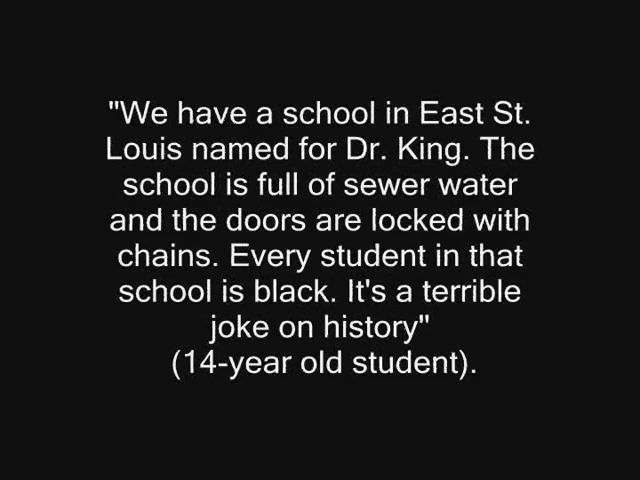 "We have a school in East St.
Louis named for Dr. King. The
school is full of sewer water
and the doors are locked with
chains. Every student in that
school is black. It's a terrible
joke on history"
(14-year old student).